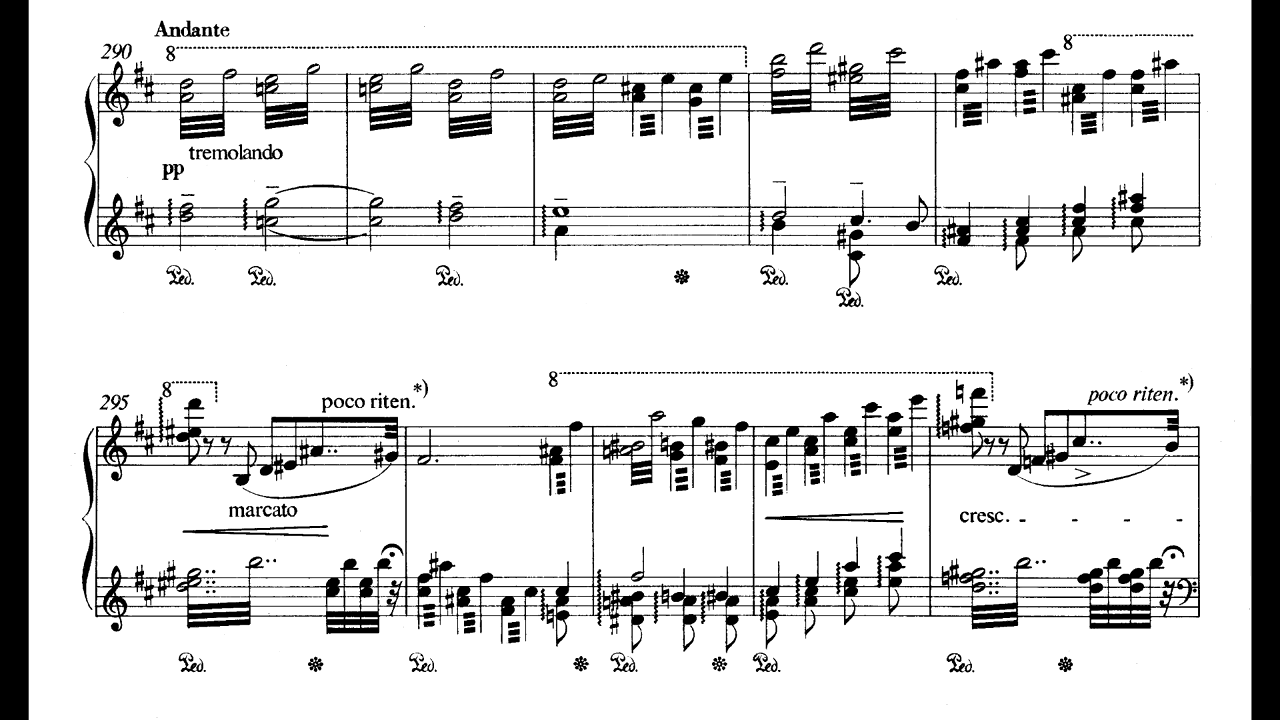 Andante
290
8
8
tremolando
pp
Ped. Ped. Ped. Ped. Ped.
Ped.
8
295
poco riten. *)
8
poco riten. *)
marcato
cresc. - - - -
Ped. Ped. Ped. Ped. Ped.